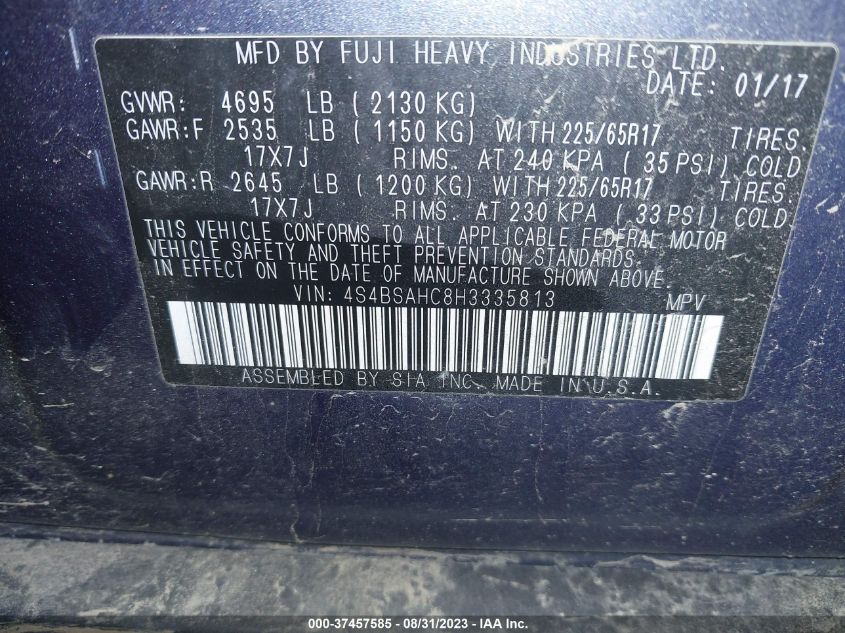 MFD BY FUJI HEAVY INDUSTRIES LTD.
DATE: 01/17
GVWR: 4695 LB ( 2130 KG)
GAWR:F 2535 LB ( 1150 KG) WITH 225/65R17 TIRES.
17X7J RIMS. AT 240 KPA ( 35 PSI) COLD
GAWR:R 2645 LB ( 1200 KG) WITH 225/65R17 TIRES.
17X7J RIMS. AT 230 KPA ( 33 PSI) COLD.
THIS VEHICLE CONFORMS TO ALL APPLICABLE FEDERAL MOTOR
VEHICLE SAFETY AND THEFT PREVENTION STANDARDS.
IN EFFECT ON THE DATE OF MANUFACTURE SHOWN ABOVE.
VIN: 4S4BSAHC8H3335813 MPV
ASSEMBLED BY SIA INC. MADE IN U.S.A.
000-37457585 - 08/31/2023 - IAA Inc.